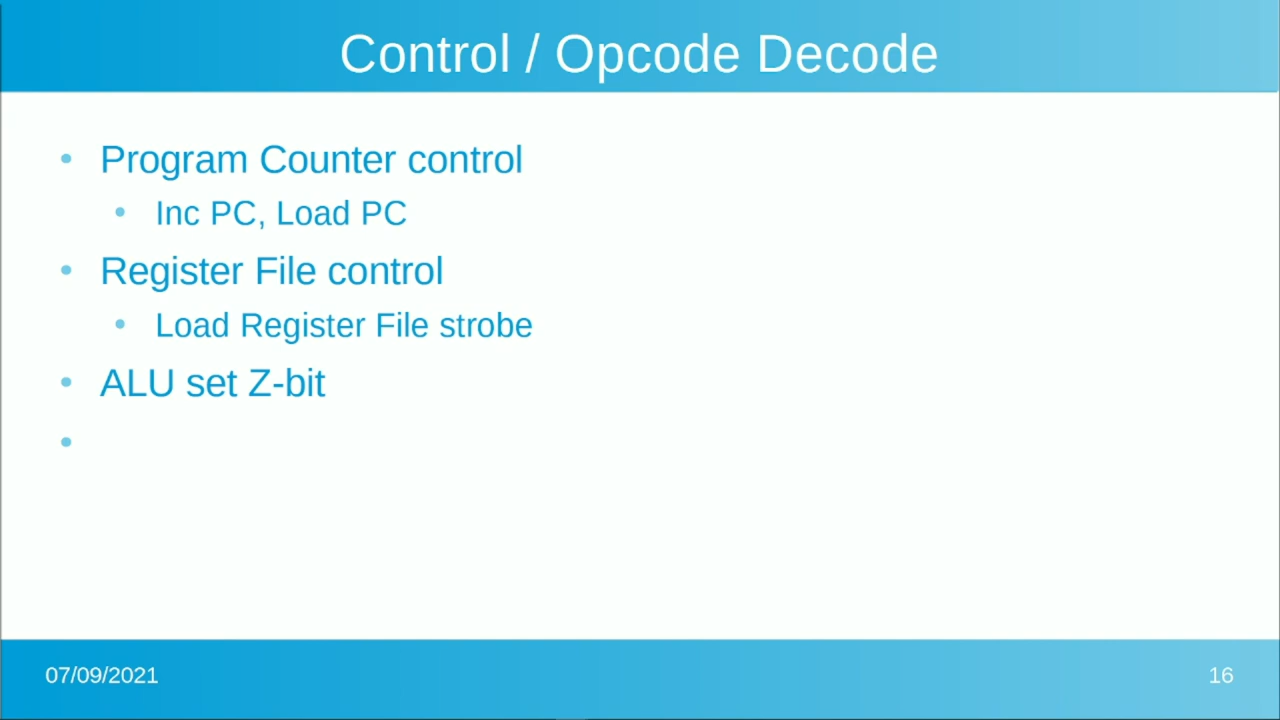 Control / Opcode Decode
• Program Counter control
• Inc PC, Load PC
• Register File control
• Load Register File strobe
• ALU set Z-bit
•
07/09/2021
16